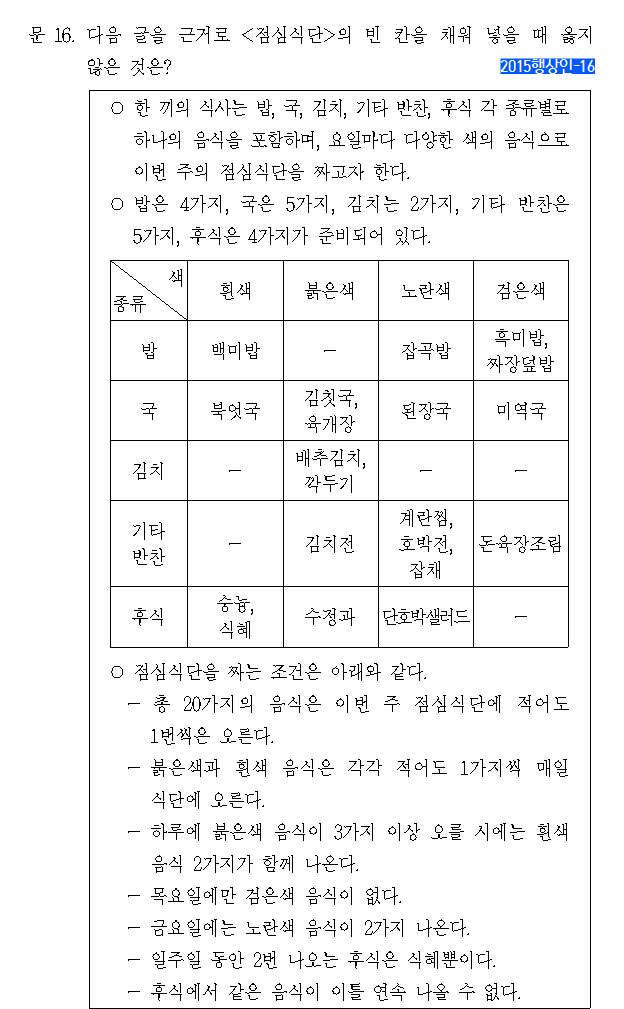 문 16. 다음 글을 근거로 <점심식단>의 빈 칸을 채워 넣을 때 옳지
않은 것은?
2015행상인-16
○ 한 끼의 식사는 밥, 국, 김치, 기타 반찬, 후식 각 종류별로
하나의 음식을 포함하며, 요일마다 다양한 색의 음식으로
이번 주의 점심식단을 짜고자 한다.
○ 밥은 4가지, 국은 5가지, 김치는 2가지, 기타 반찬은
5가지, 후식은 4가지가 준비되어 있다.
색
종류
흰색 붉은색 노란색 검은색
밥 백미밥 － 잡곡밥 흑미밥,
짜장덮밥
국 북엇국 김칫국,
육개장 된장국 미역국
김치 － 배추김치,
깍두기 － －
기타
반찬 － 김치전 계란찜,
호박전,
잡채 돈육장조림
후식 숭늉,
식혜 수정과 단호박샐러드 －
○ 점심식단을 짜는 조건은 아래와 같다.
－ 총 20가지의 음식은 이번 주 점심식단에 적어도
1번씩은 오른다.
－ 붉은색과 흰색 음식은 각각 적어도 1가지씩 매일
식단에 오른다.
－ 하루에 붉은색 음식이 3가지 이상 오를 시에는 흰색
음식 2가지가 함께 나온다.
－ 목요일에만 검은색 음식이 없다.
－ 금요일에는 노란색 음식이 2가지 나온다.
－ 일주일 동안 2번 나오는 후식은 식혜뿐이다.
－ 후식에서 같은 음식이 이틀 연속 나올 수 없다.